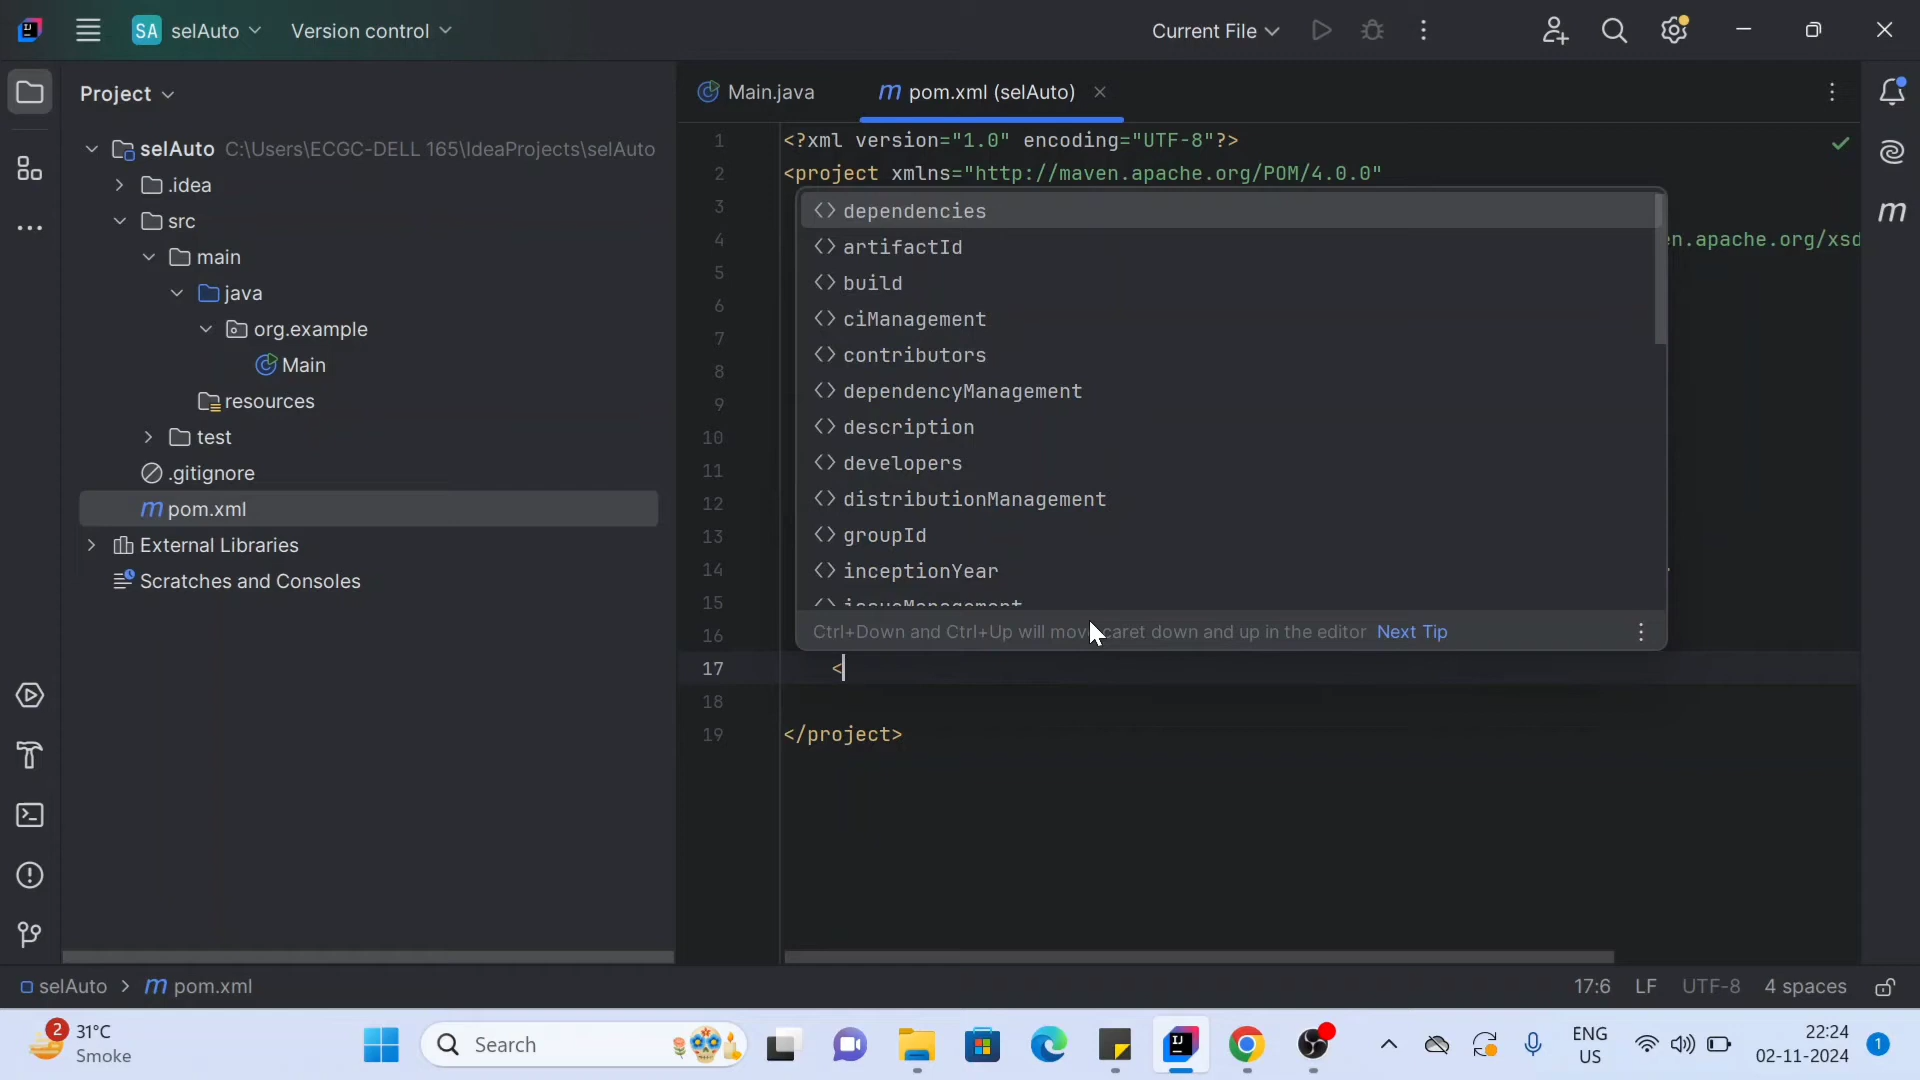 SA selAuto Version control Current File
Project
selAuto C:\Users\ECGC-DELL 165\IdeaProjects\selAuto
.idea
src
main
java
org.example
Main
resources
test
.gitignore
m pom.xml
External Libraries
Scratches and Consoles
Main.java m pom.xml (selAuto)
1 <?xml version="1.0" encoding="UTF-8"?>
2 <project xmlns="http://maven.apache.org/POM/4.0.0"
3
4 en.apache.org/xsd
5
6
7
8
9
10
11
12
13
14
15
16
17 <
18
19 </project>
<> dependencies
<> artifactId
<> build
<> ciManagement
<> contributors
<> dependencyManagement
<> description
<> developers
<> distributionManagement
<> groupId
<> inceptionYear
<> issueManagement
Ctrl+Down and Ctrl+Up will move caret down and up in the editor Next Tip
m
selAuto > m pom.xml 17:6 LF UTF-8 4 spaces
2 31°C
Smoke
Search
ENG
US
22:24
02-11-2024
1